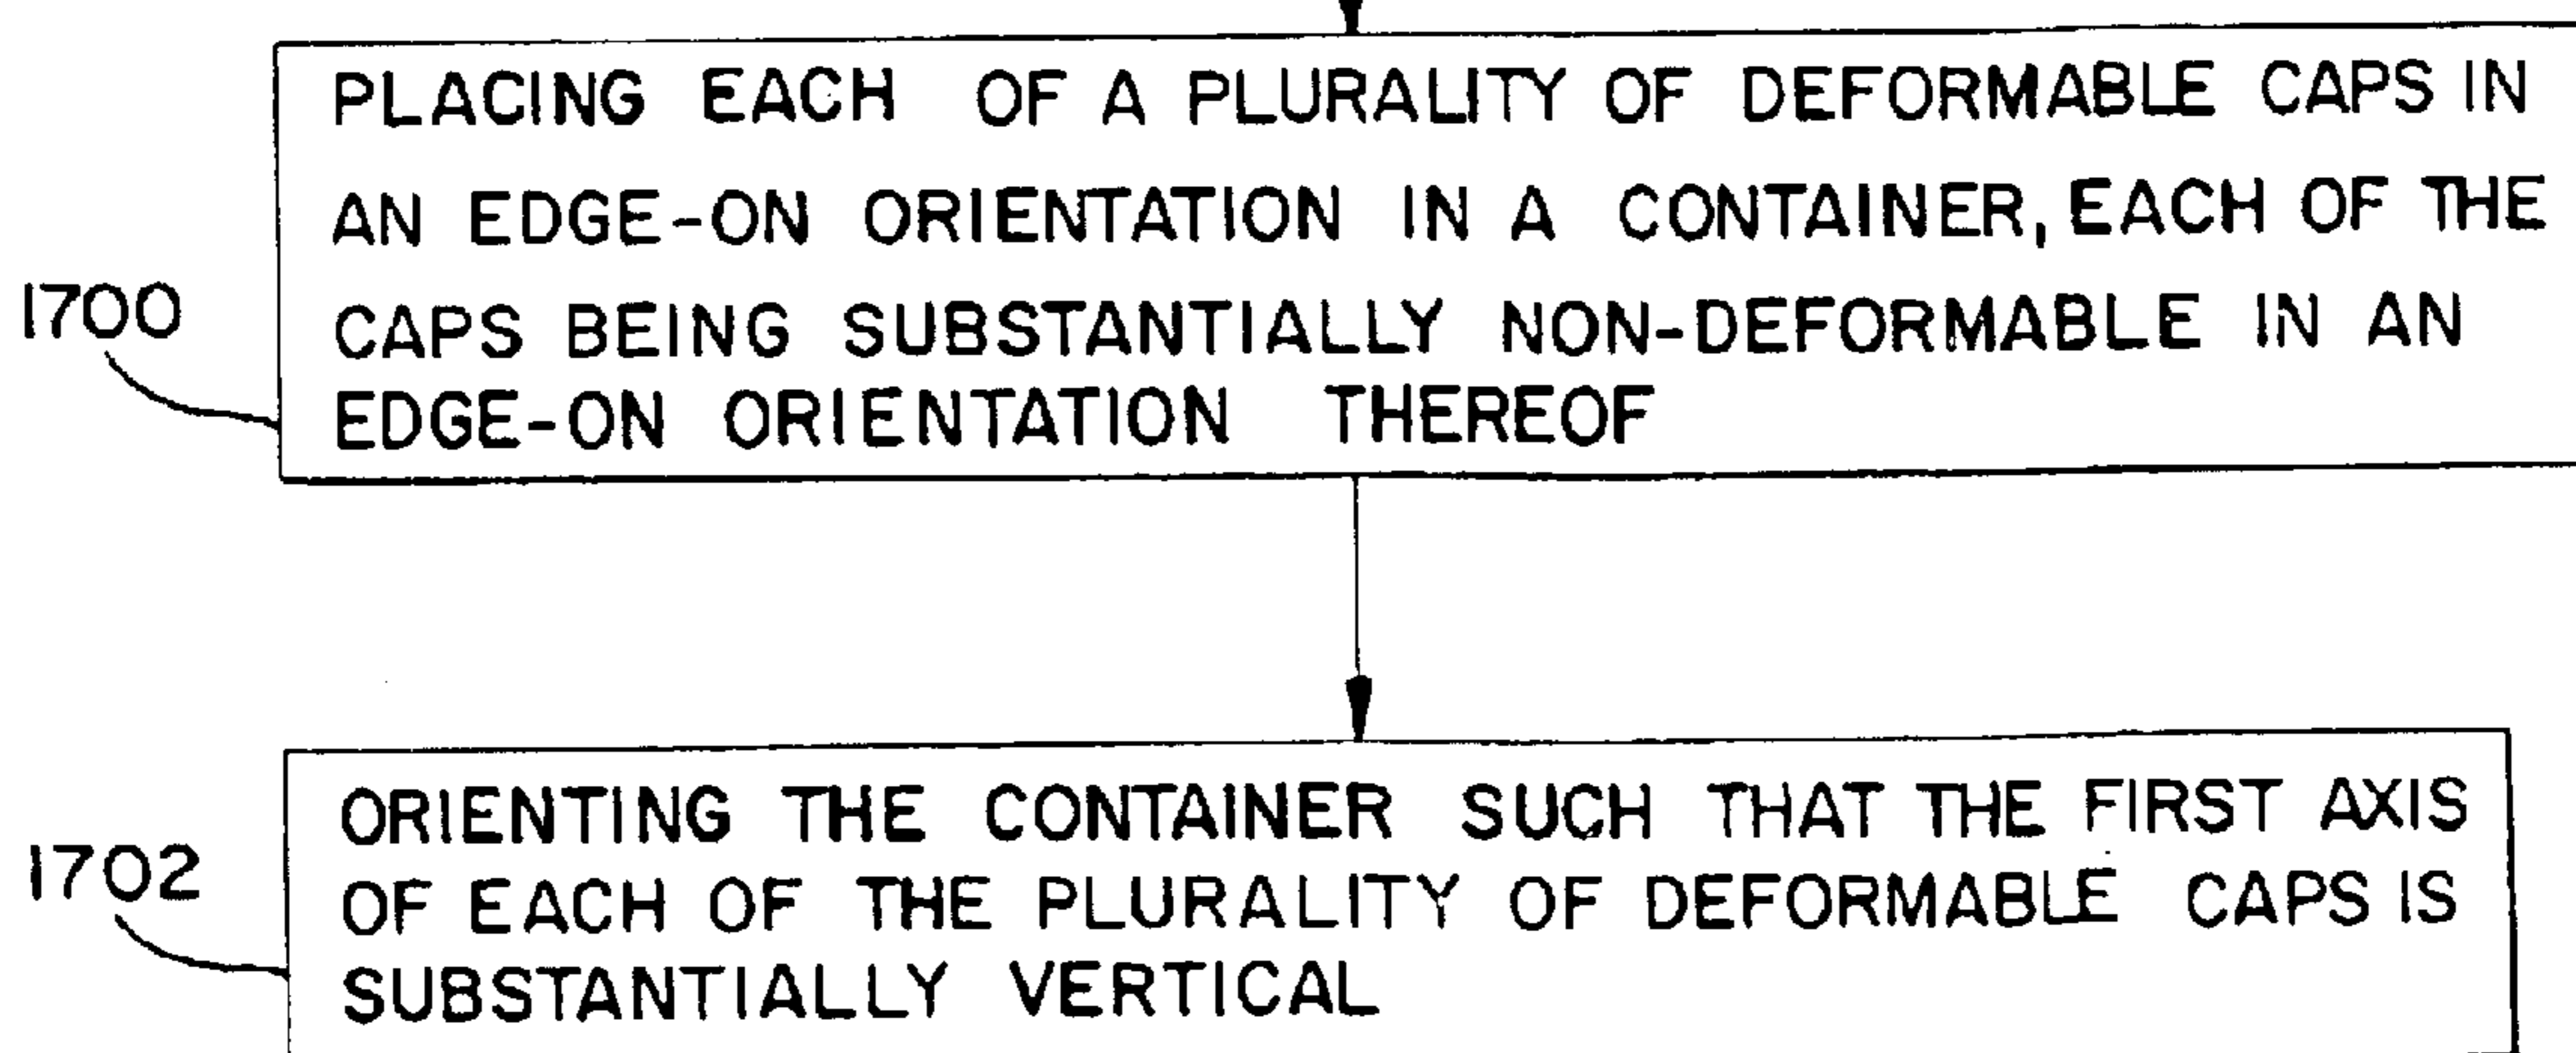 PLACING EACH OF A PLURALITY OF DEFORMABLE CAPS IN
AN EDGE-ON ORIENTATION IN A CONTAINER, EACH OF THE
CAPS BEING SUBSTANTIALLY NON-DEFORMABLE IN AN
EDGE-ON ORIENTATION THEREOF
1700
ORIENTING THE CONTAINER SUCH THAT THE FIRST AXIS
OF EACH OF THE PLURALITY OF DEFORMABLE CAPS IS
SUBSTANTIALLY VERTICAL
1702